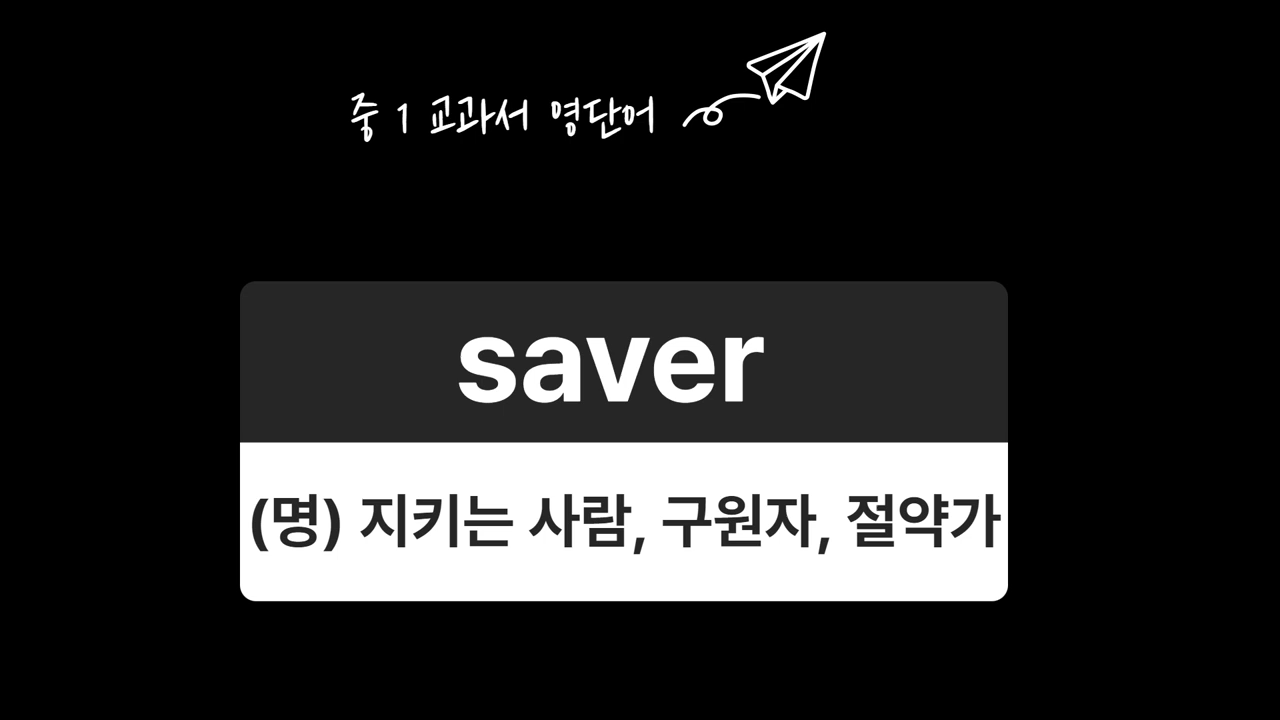 중 1 교과서 영단어
saver
(명) 지키는 사람, 구원자, 절약가